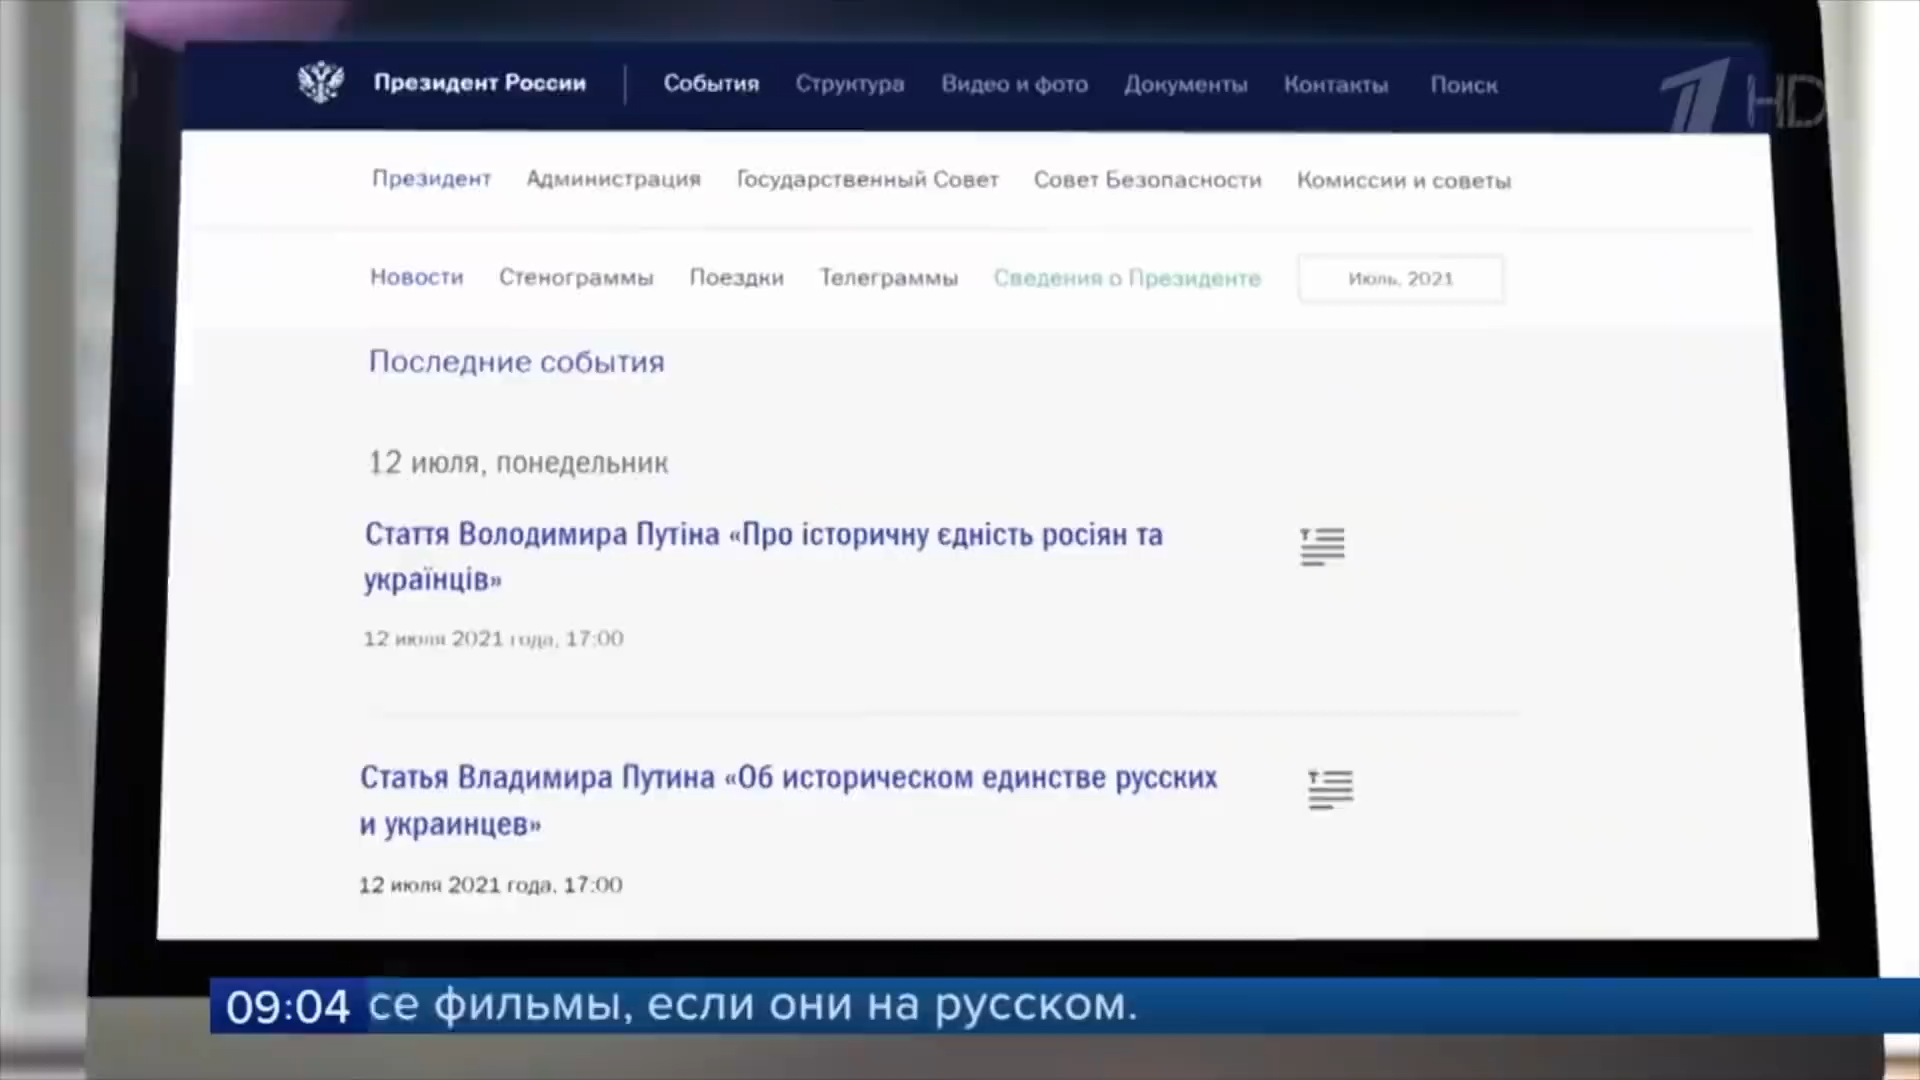 Президент России События Структура Видео и фото Документы Контакты Поиск
HD
Президент Администрация Государственный Совет Совет Безопасности Комиссии и советы
Новости Стенограммы Поездки Телеграммы Сведения о Президенте Июль, 2021
Последние события
12 июля, понедельник
Стаття Володимира Путіна «Про історичну єдність росіян та
українців»
12 июля 2021 года, 17:00
Статья Владимира Путина «Об историческом единстве русских
и украинцев»
12 июля 2021 года, 17:00
09:04 се фильмы, если они на русском.